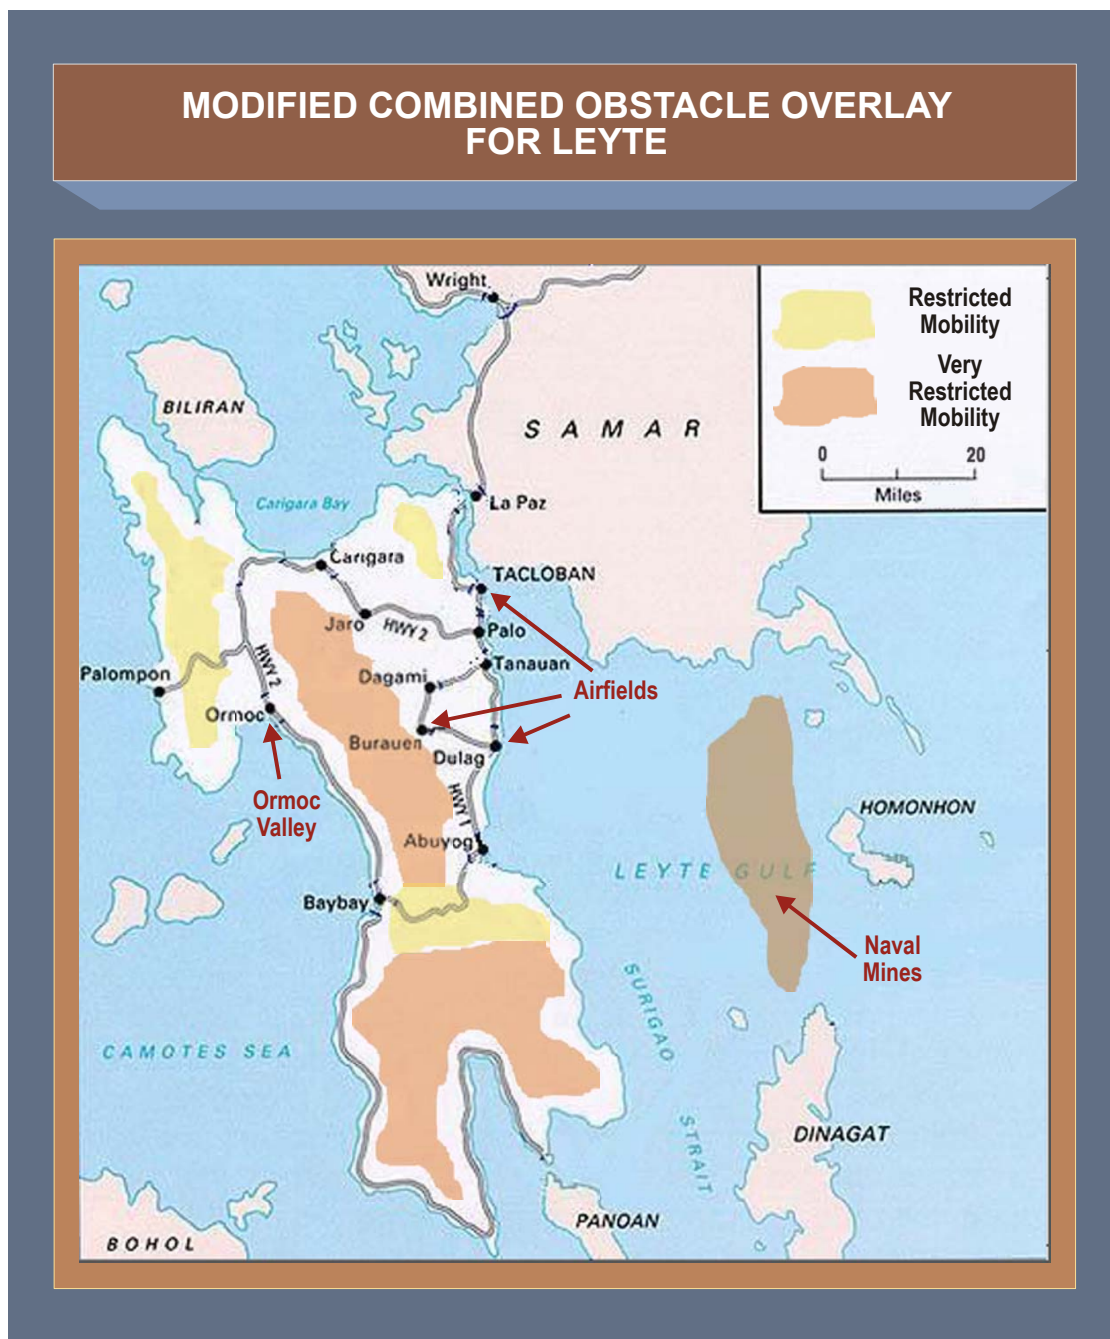 MODIFIED COMBINED OBSTACLE OVERLAY
FOR LEYTE
Wright
Restricted
Mobility
Very
Restricted
Mobility
0 20
Miles
BILIRAN
SAMAR
Carigara Bay
La Paz
Carigara
TACLOBAN
Jaro
HWY 2
Palo
HWY 2
Tanauan
Palompon
Dagami
Airfields
Ormoc
Burauen
Dulag
Ormoc
Valley
HWY 1
HOMONHON
Abuyog
LEYTE GULF
Baybay
Naval
Mines
SURIGAO
STRAIT
CAMOTES SEA
DINAGAT
PANOAN
BOHOL